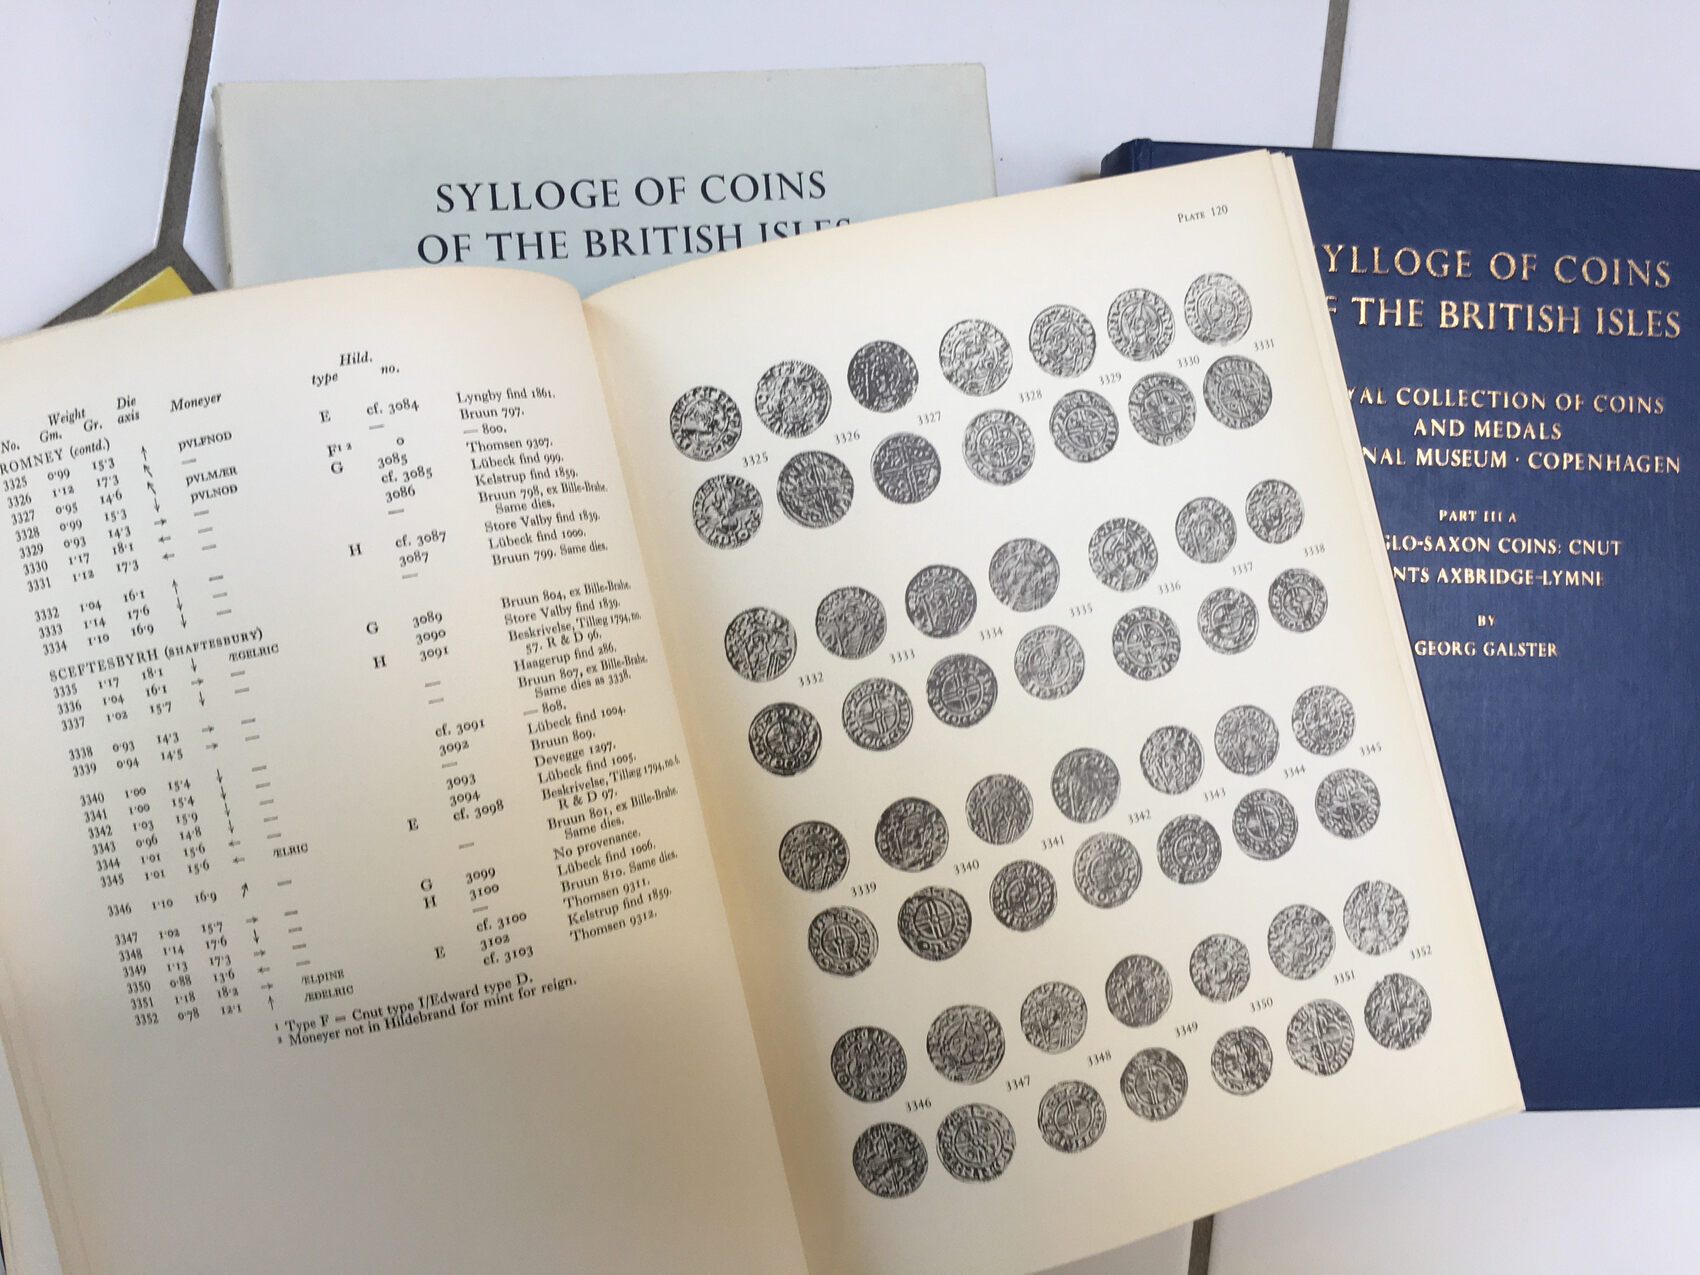 SYLLOGE OF COINS
OF THE BRITISH ISLES
YLLOGE OF COINS
THE BRITISH ISLES
YAL COLLECTION OF COINS
AND MEDALS
NAL MUSEUM · COPENHAGEN
PART III A
GLO-SAXON COINS: CNUT
NTS AXBRIDGE-LYMNE
BY
GEORG GALSTER
Hild.
No. Weight Die axis Moneyer type no.
Gm. Gr.
ROMNEY (contd.)
3325 0·99 15·3 ↑ PVLFNOD E cf. 3084 Lyngby find 1861.
3326 1·12 17·3 — — Bruun 797.
3327 0·95 14·6 PVLMÆR F1 2 0 — 800.
3328 0·99 15·3 PVLNOD G 3085 Thomsen 9307.
3329 0·93 14·3 → — cf. 3085 Lübeck find 999.
3330 1·17 18·1 ← — 3086 Kelstrup find 1859.
3331 1·12 17·3 ← — — Bruun 798, ex Bille-Brahe.
Same dies.
3332 1·04 16·1 ↑ — H cf. 3087 Store Valby find 1839.
3333 1·14 17·6 ↓ — 3087 Lübeck find 1000.
3334 1·10 16·9 ↓ — — Bruun 799. Same dies.
SCEFTESBYRH (SHAFTESBURY)
3335 1·17 18·1 ↓ ÆGELRIC G 3089 Bruun 804, ex Bille-Brahe.
3336 1·04 16·1 → — 3090 Store Valby find 1839.
3337 1·02 15·7 ↓ — H 3091 Beskrivelse, Tillæg 1794, no.
57. R & D 96.
3338 0·93 14·3 → — — Haagerup find 286.
3339 0·94 14·5 → — — Bruun 807, ex Bille-Brahe.
Same dies as 3338.
3340 1·00 15·4 ↓ — cf. 3091 — 808.
3341 1·00 15·4 ↓ — 3092 Lübeck find 1004.
3342 1·03 15·9 ↓ — — Bruun 809.
3343 0·96 14·8 ↓ — 3093 Devegge 1297.
3344 1·01 15·6 ← — 3094 Lübeck find 1005.
3345 1·01 15·6 ← ÆLRIC E cf. 3098 Beskrivelse, Tillæg 1794, no. 6.
R & D 97.
3346 1·10 16·9 — — Bruun 801, ex Bille-Brahe.
Same dies.
3347 1·02 15·7 → — G 3099 No provenance.
3348 1·14 17·6 ↓ — H 3100 Lübeck find 1006.
3349 1·13 17·3 → — — Bruun 810. Same dies.
3350 0·88 13·6 ← — cf. 3100 Thomsen 9311.
3351 1·18 18·2 → ÆLPINE E 3102 Kelstrup find 1859.
3352 0·78 12·1 ↑ ÆDELRIC cf. 3103 Thomsen 9312.
1 Type F = Cnut type I/Edward type D.
2 Moneyer not in Hildebrand for mint for reign.
PLATE 120
3325 3326 3327 3328 3329 3330 3331
3332 3333 3334 3335 3336 3337 3338
3339 3340 3341 3342 3343 3344 3345
3346 3347 3348 3349 3350 3351 3352